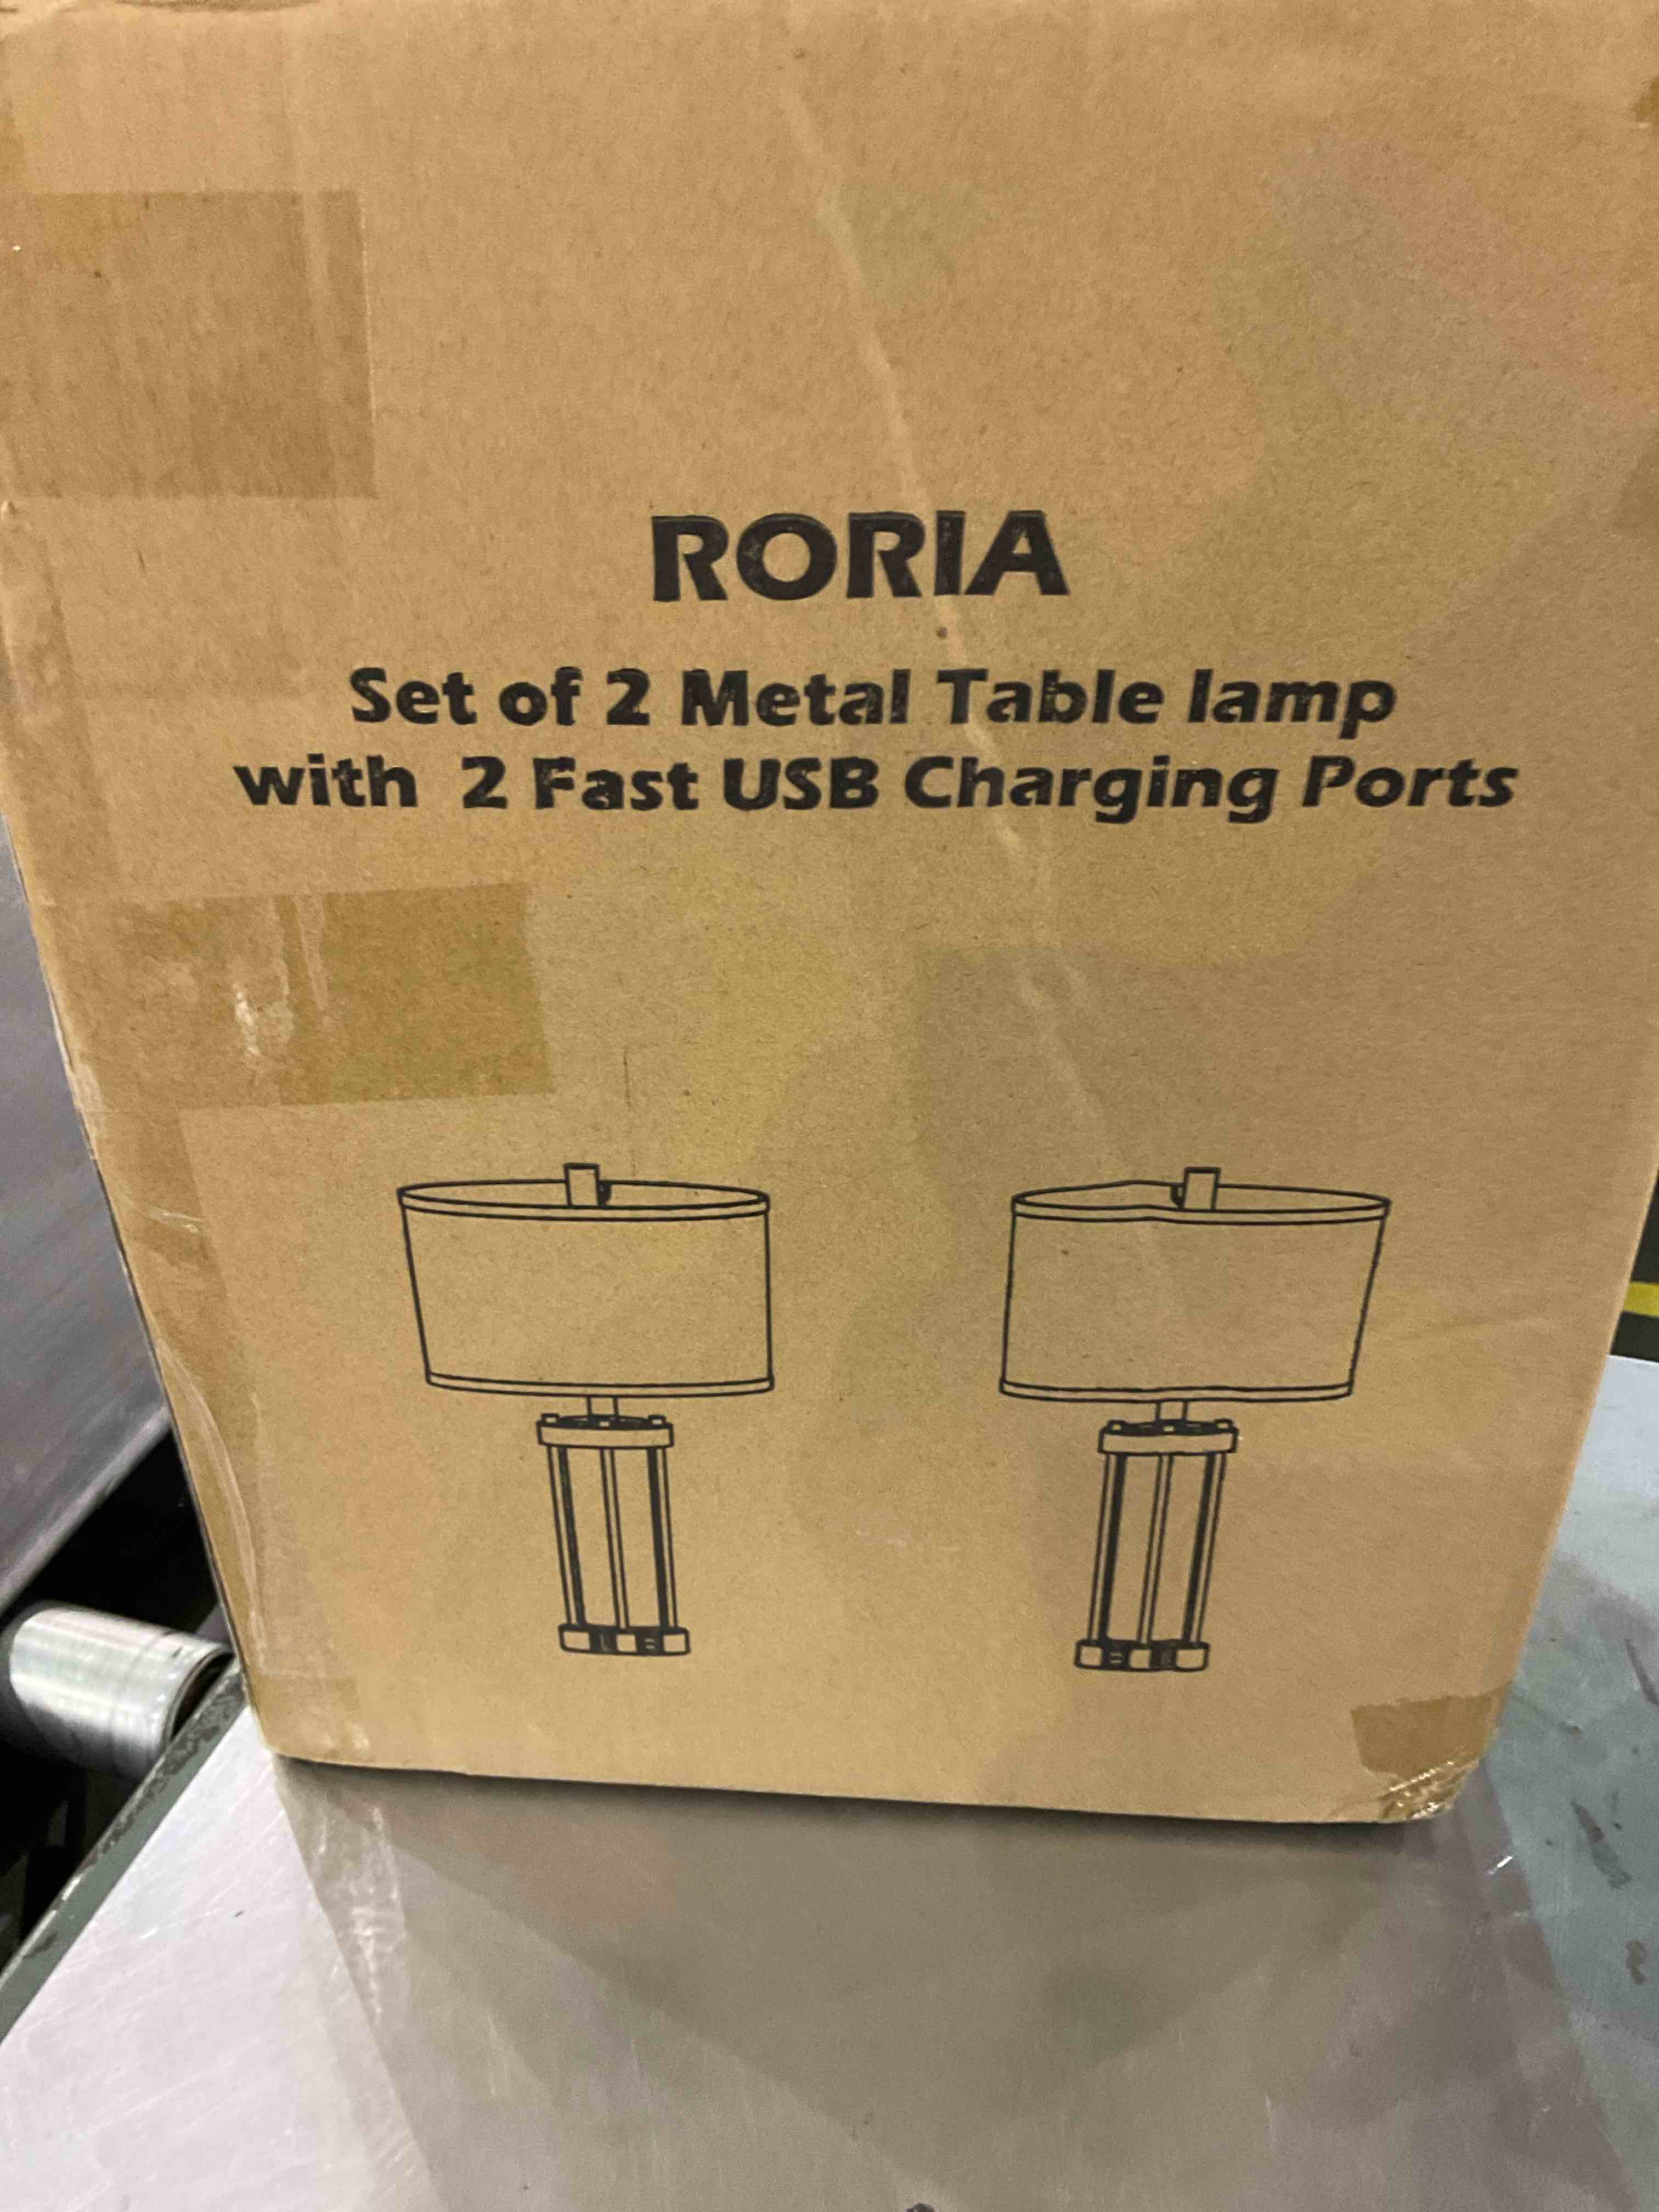 RORIA
Set of 2 Metal Table lamp
with 2 Fast USB Charging Ports